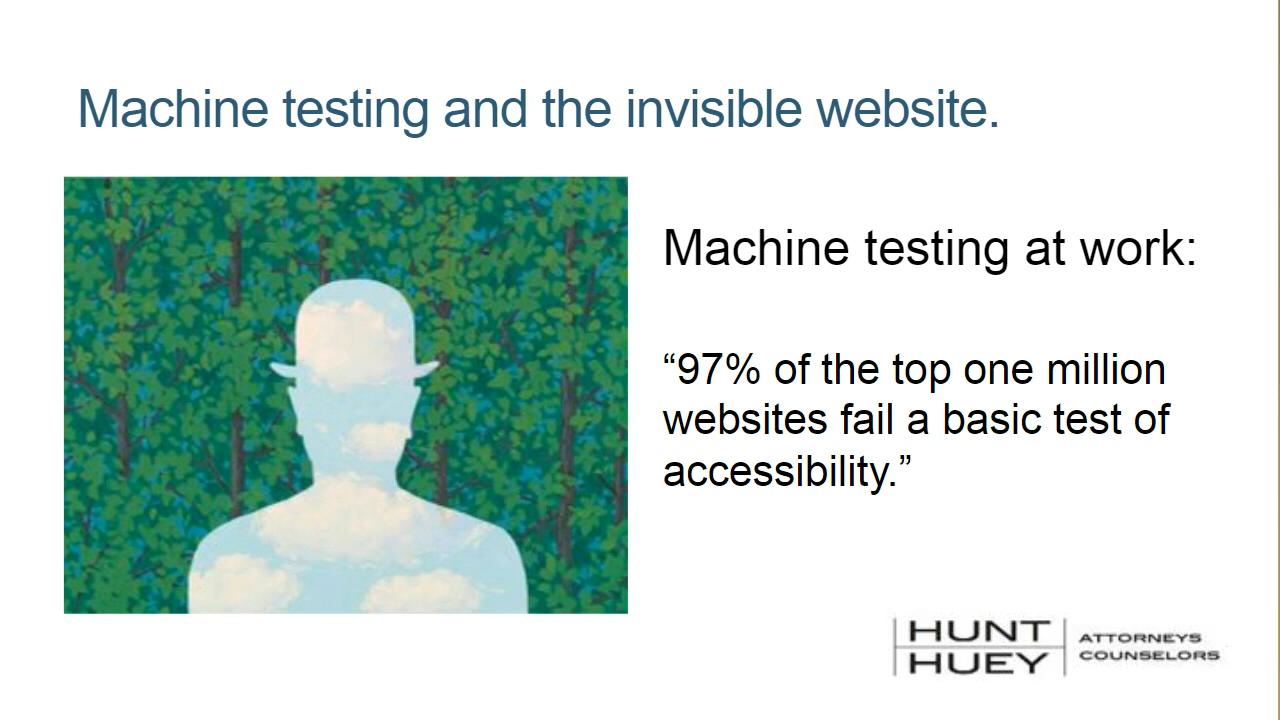 Machine testing and the invisible website.
Machine testing at work:
“97% of the top one million
websites fail a basic test of
accessibility.”
HUNT
HUEY
ATTORNEYS
COUNSELORS